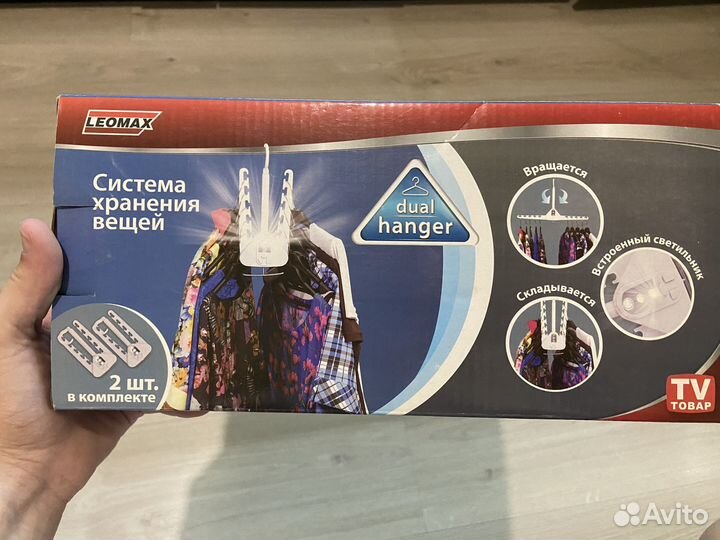 LEOMAX
Система
хранения
вещей
dual
hanger
Вращается
Встроенный светильник
Складывается
2 шт.
в комплекте
TV
ТОВАР
Avito